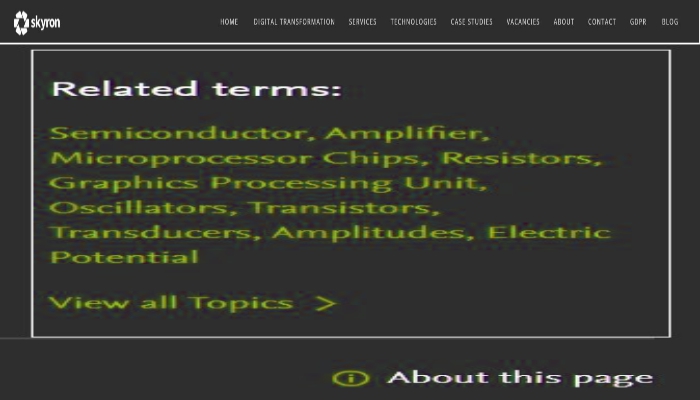 skyron HOME DIGITAL TRANSFORMATION SERVICES TECHNOLOGIES CASE STUDIES VACANCIES ABOUT CONTACT GDPR BLOG
Related terms:
Semiconductor, Amplifier,
Microprocessor Chips, Resistors,
Graphics Processing Unit,
Oscillators, Transistors,
Transducers, Amplitudes, Electric
Potential
View all Topics >
About this page